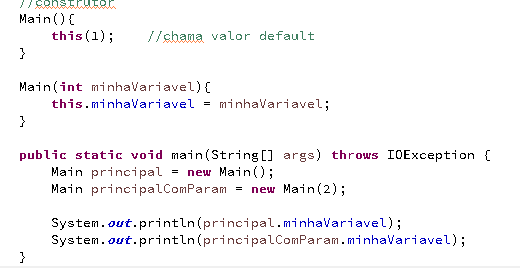 //construtor
Main(){
this(1); //chama valor default
}
Main(int minhaVariavel){
this.minhaVariavel = minhaVariavel;
}
public static void main(String[] args) throws IOException {
Main principal = new Main();
Main principalComParam = new Main(2);
System.out.println(principal.minhaVariavel);
System.out.println(principalComParam.minhaVariavel);
}